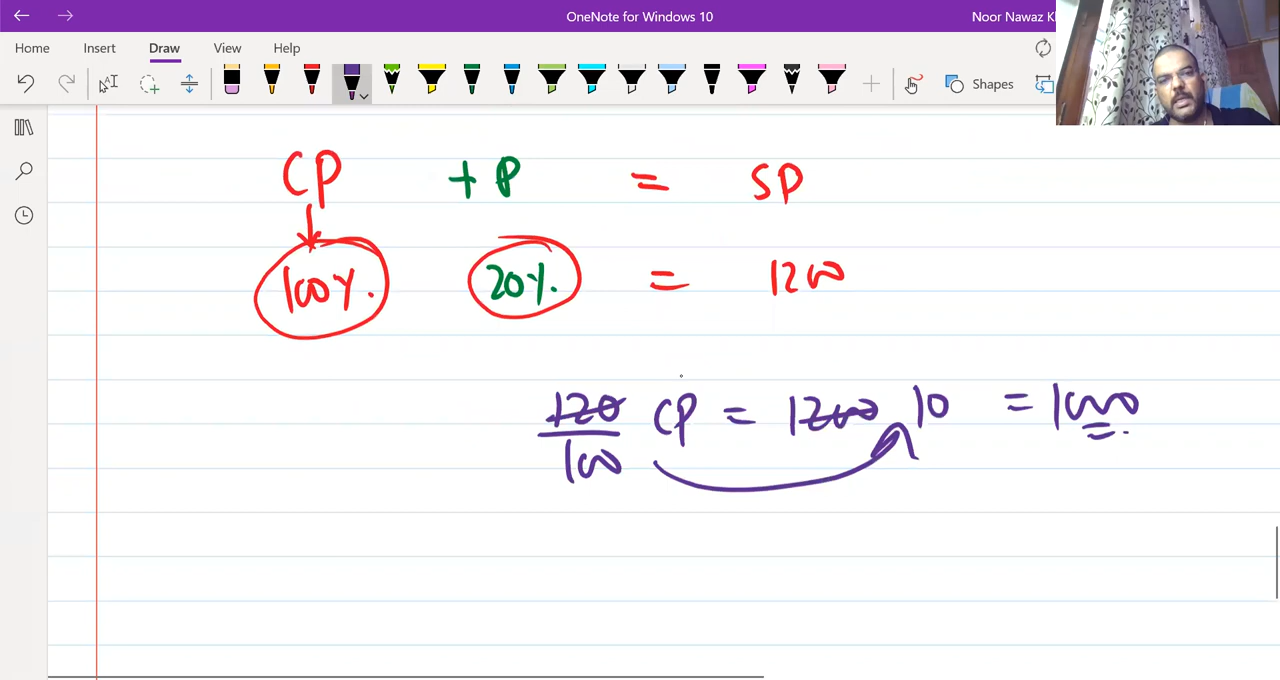 OneNote for Windows 10
Noor Nawaz Kh
Home Insert Draw View Help
Shapes
CP + P = SP
100%. 20%. = 1200
120/100 CP = 1200 10 = 1000